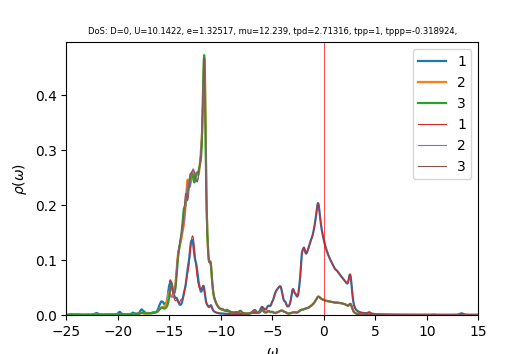 DoS: D=0, U=10.1422, e=1.32517, mu=12.239, tpd=2.71316, tpp=1, tppp=-0.318924,
1
2
3
1
2
3
0.4
0.3
0.2
0.1
0.0
ρ(ω)
−25 −20 −15 −10 −5 0 5 10 15
ω